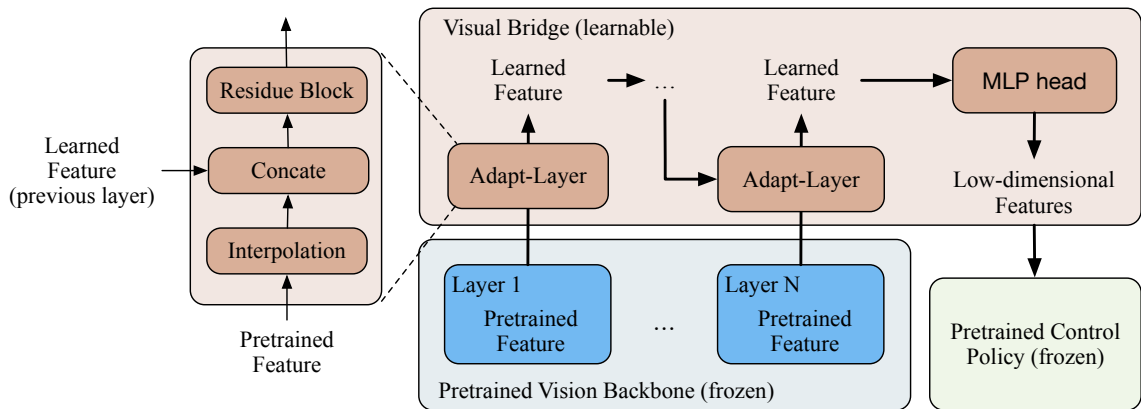 Residue Block
Concate
Interpolation
Learned
Feature
(previous layer)
Pretrained
Feature
Visual Bridge (learnable)
Learned
Feature
...
Learned
Feature
MLP head
Adapt-Layer
Adapt-Layer
Low-dimensional
Features
Layer 1
Pretrained
Feature
...
Layer N
Pretrained
Feature
Pretrained Vision Backbone (frozen)
Pretrained Control
Policy (frozen)